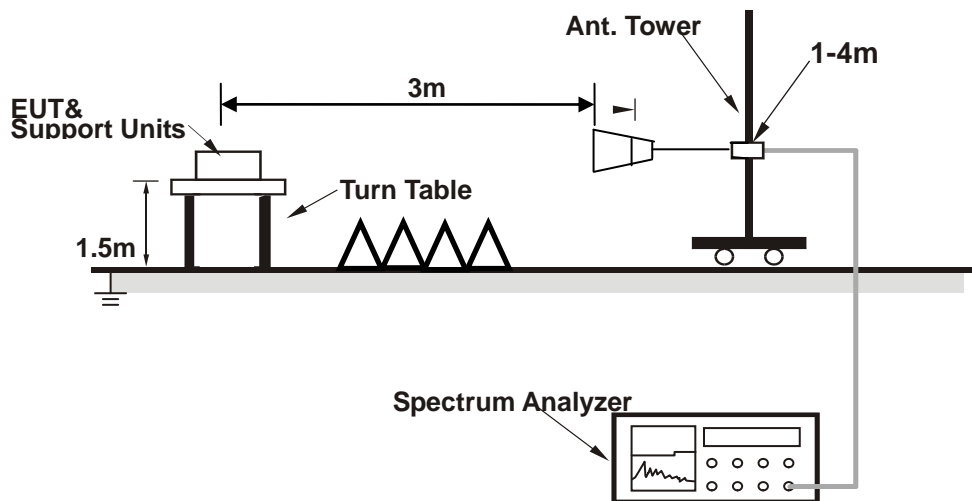 Ant. Tower
1-4m
3m
EUT&
Support Units
Turn Table
1.5m
Spectrum Analyzer